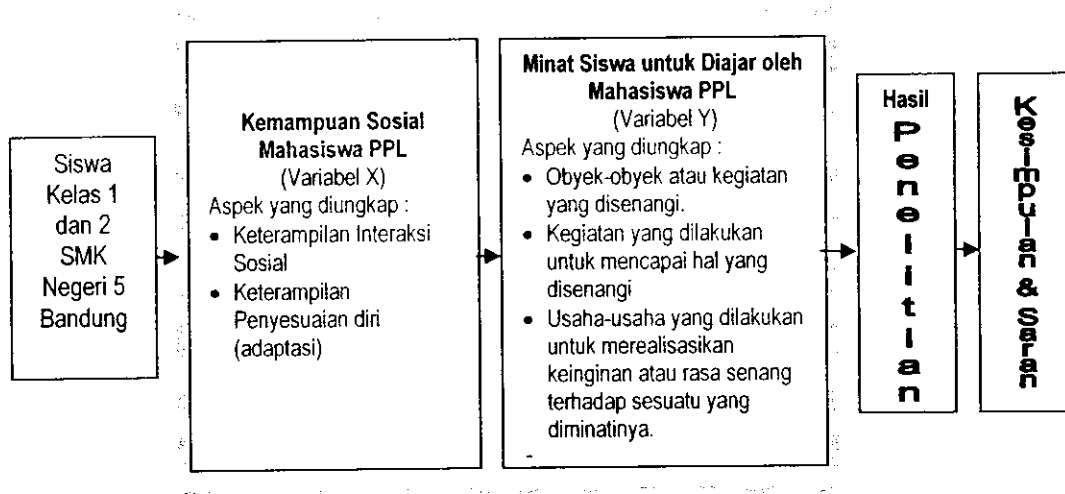 Siswa
Kelas 1
dan 2
SMK
Negeri 5
Bandung
Kemampuan Sosial
Mahasiswa PPL
(Variabel X)
Aspek yang diungkap :
• Keterampilan Interaksi
Sosial
• Keterampilan
Penyesuaian diri
(adaptasi)
Minat Siswa untuk Diajar oleh
Mahasiswa PPL
(Variabel Y)
Aspek yang diungkap :
• Obyek-obyek atau kegiatan
yang disenangi.
• Kegiatan yang dilakukan
untuk mencapai hal yang
disenangi
• Usaha-usaha yang dilakukan
untuk merealisasikan
keinginan atau rasa senang
terhadap sesuatu yang
diminatinya.
Hasil
Penelitian
Kesimpulan & Saran